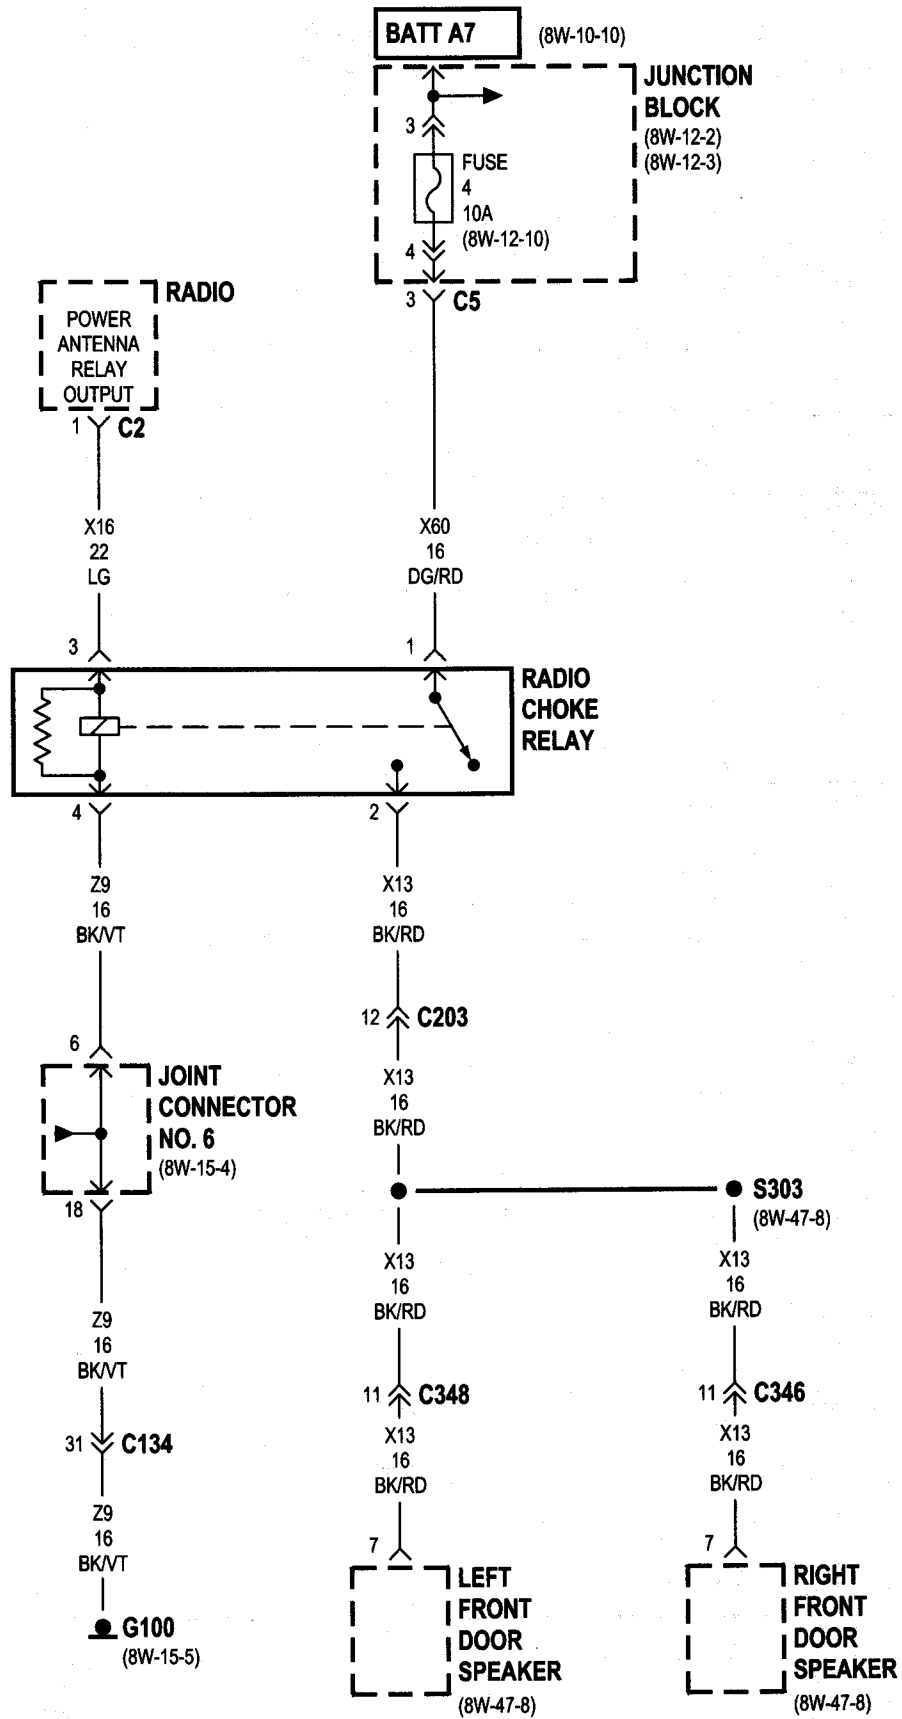 BATT A7
(8W-10-10)
JUNCTION
BLOCK
(8W-12-2)
(8W-12-3)
3
FUSE
4
10A
(8W-12-10)
4
3
C5
RADIO
POWER
ANTENNA
RELAY
OUTPUT
1
C2
X16
22
LG
X60
16
DG/RD
3
1
RADIO
CHOKE
RELAY
4
2
Z9
16
BK/VT
X13
16
BK/RD
12
C203
6
JOINT
CONNECTOR
NO. 6
(8W-15-4)
X13
16
BK/RD
18
S303
(8W-47-8)
Z9
16
BK/VT
X13
16
BK/RD
X13
16
BK/RD
31
C134
11
C348
11
C346
Z9
16
BK/VT
X13
16
BK/RD
X13
16
BK/RD
G100
(8W-15-5)
7
LEFT
FRONT
DOOR
SPEAKER
(8W-47-8)
7
RIGHT
FRONT
DOOR
SPEAKER
(8W-47-8)